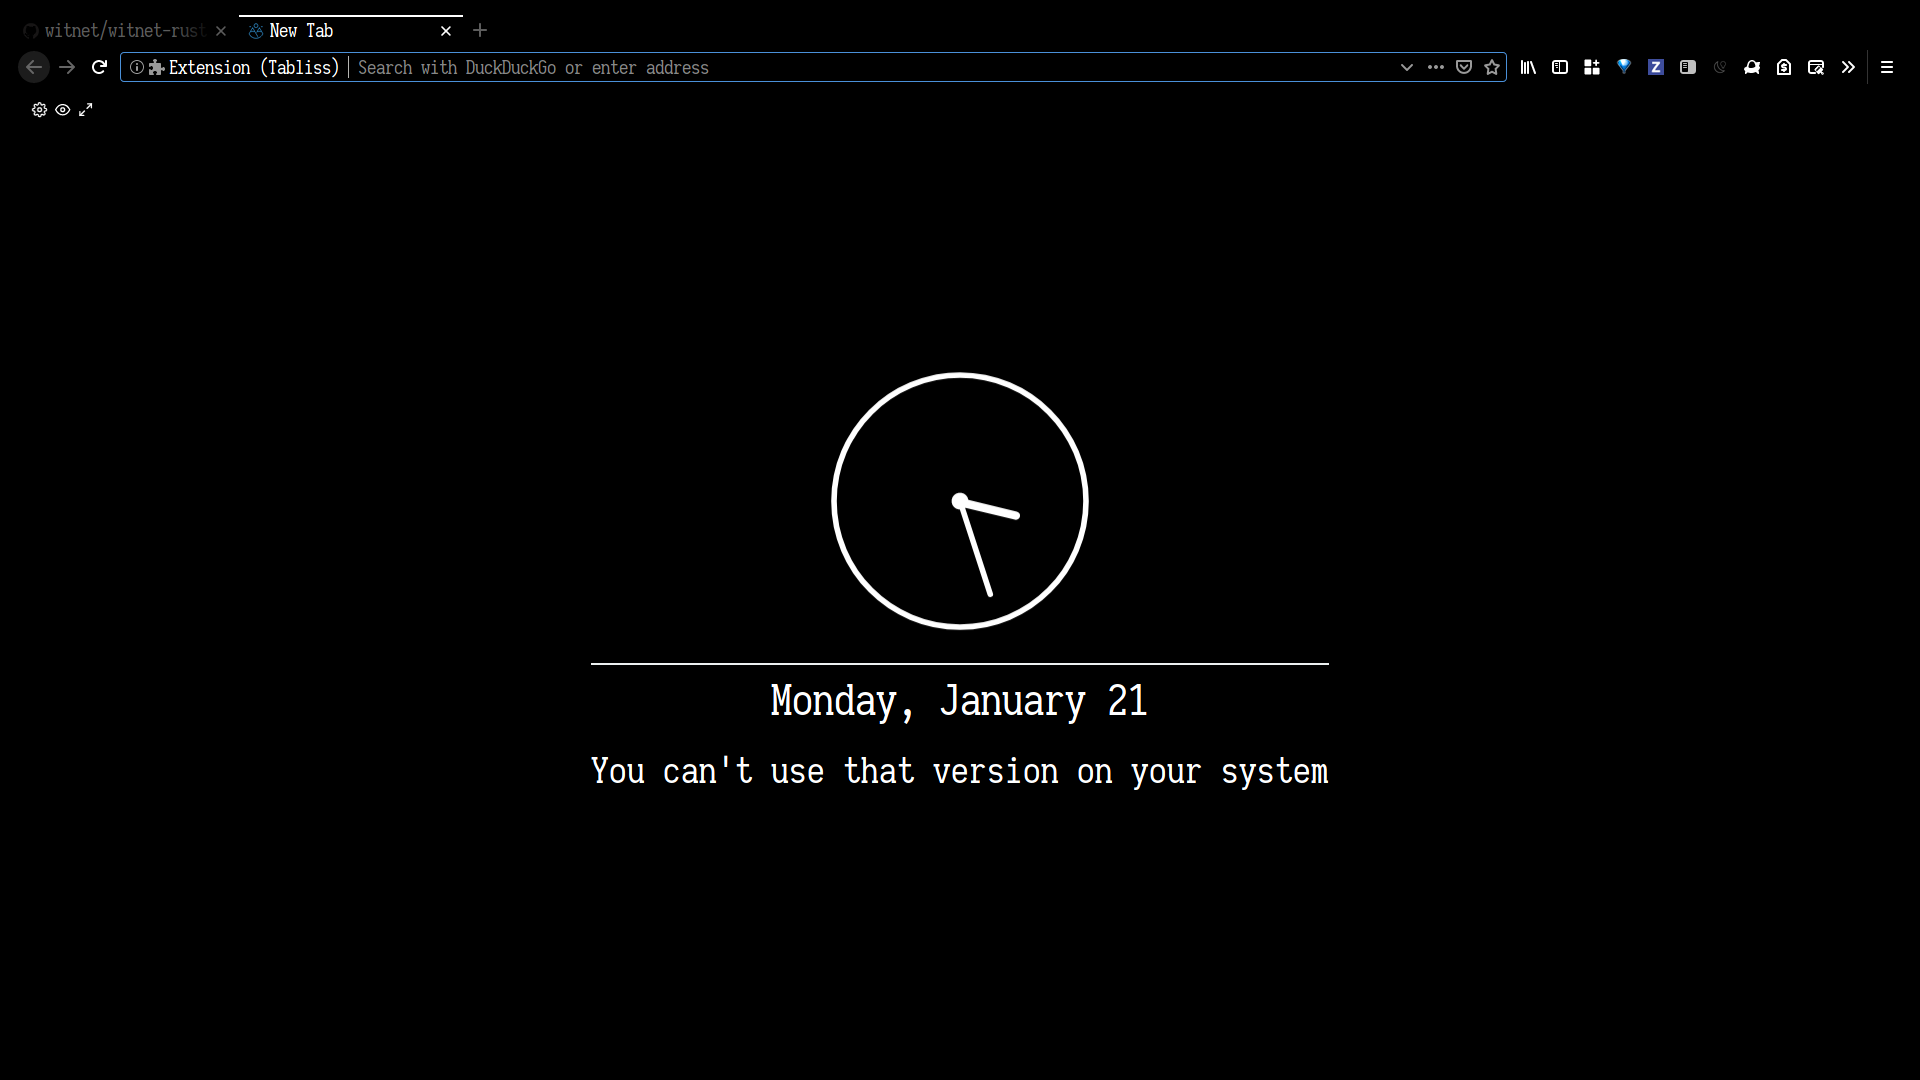 witnet/witnet-rust
New Tab
Extension (Tabliss)
Search with DuckDuckGo or enter address
Z
Monday, January 21
You can't use that version on your system